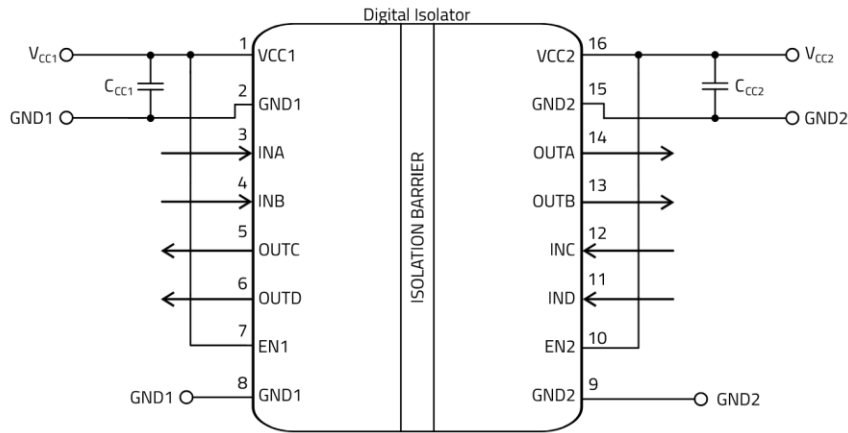 Digital Isolator
V_CC1
C_CC1
GND1
GND1
1
2
3
4
5
6
7
8
VCC1
GND1
INA
INB
OUTC
OUTD
EN1
GND1
ISOLATION BARRIER
VCC2
GND2
OUTA
OUTB
INC
IND
EN2
GND2
16
15
14
13
12
11
10
9
V_CC2
C_CC2
GND2
GND2